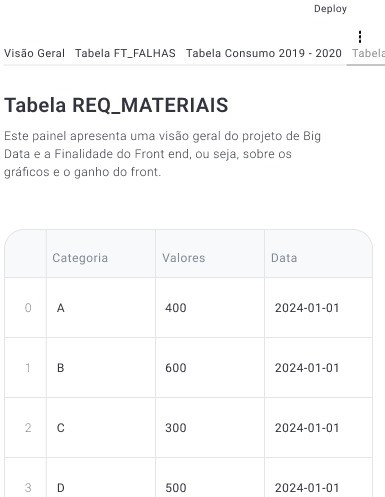 Deploy
Visão Geral Tabela FT_FALHAS Tabela Consumo 2019 - 2020 Tabela
Tabela REQ_MATERIAIS
Este painel apresenta uma visão geral do projeto de Big
Data e a Finalidade do Front end, ou seja, sobre os
gráficos e o ganho do front.
Categoria Valores Data
0 A 400 2024-01-01
1 B 600 2024-01-01
2 C 300 2024-01-01
3 D 500 2024-01-01